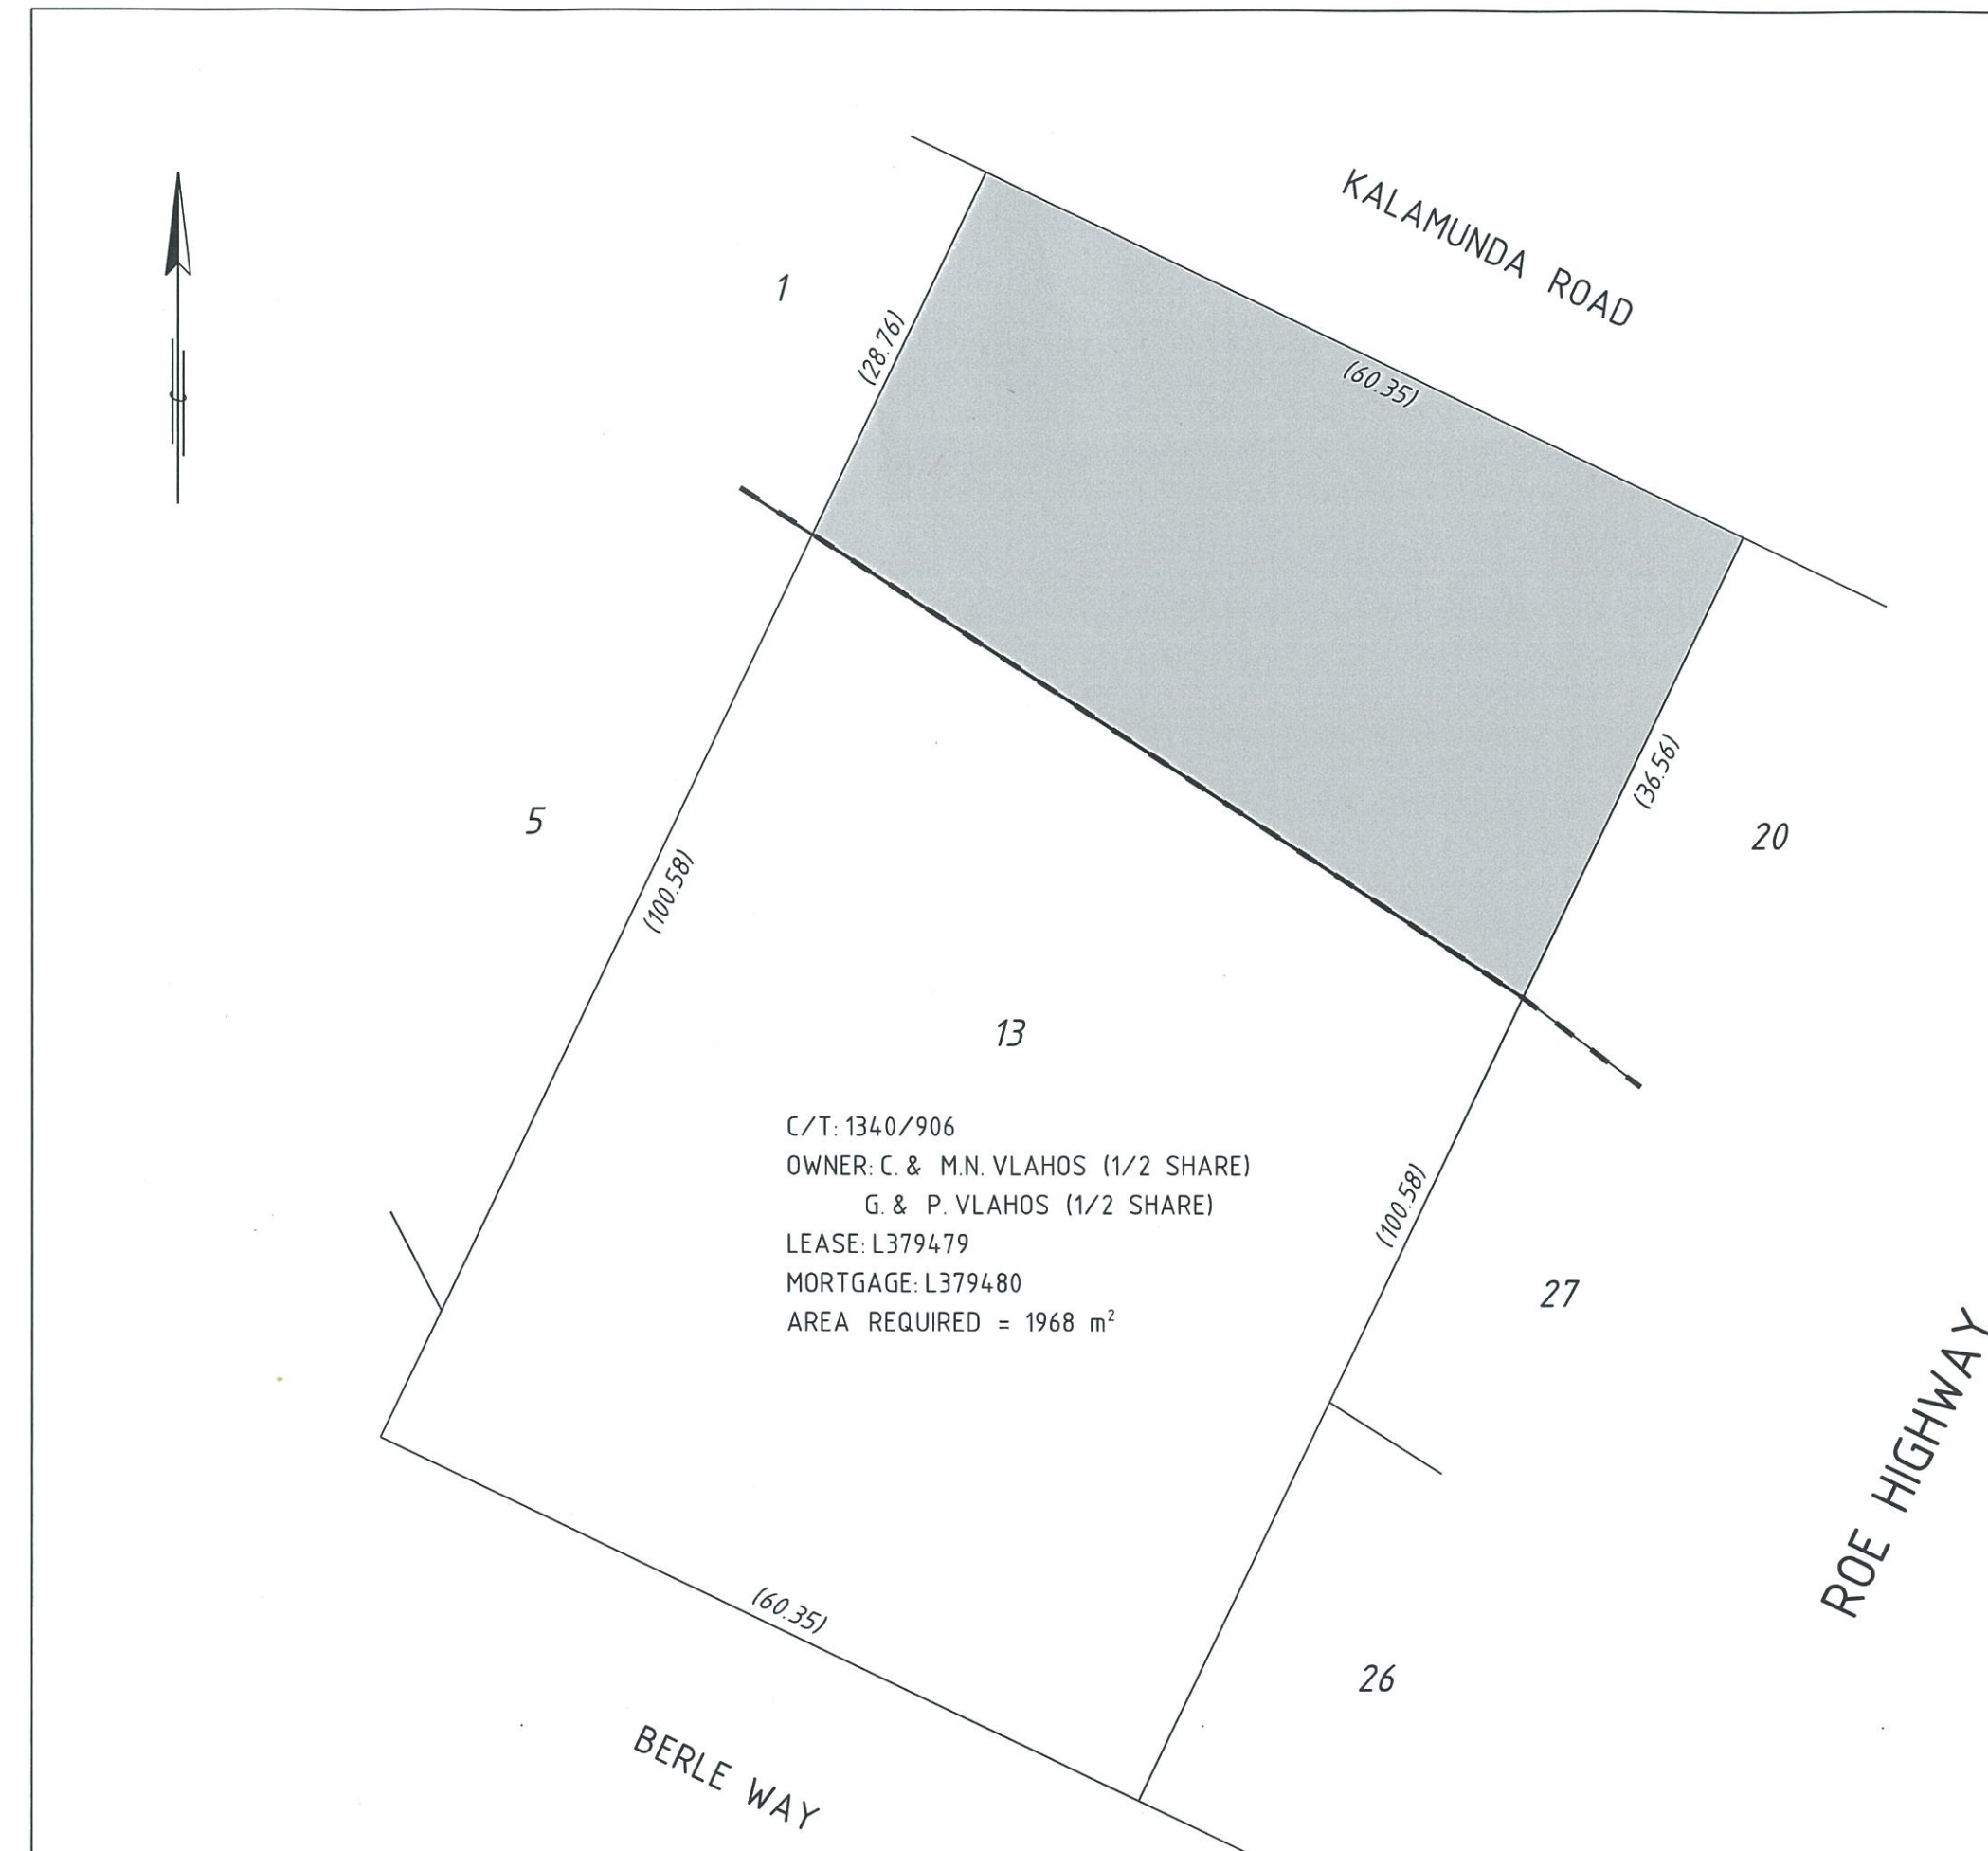 KALAMUNDA ROAD
1
(28.76)
(60.35)
(36.56)
5
20
(100.58)
13
C/T: 1340/906
OWNER: C. & M.N. VLAHOS (1/2 SHARE)
G. & P. VLAHOS (1/2 SHARE)
LEASE: L379479
MORTGAGE: L379480
AREA REQUIRED = 1968 m²
(100.58)
27
ROE HIGHWAY
(60.35)
26
BERLE WAY